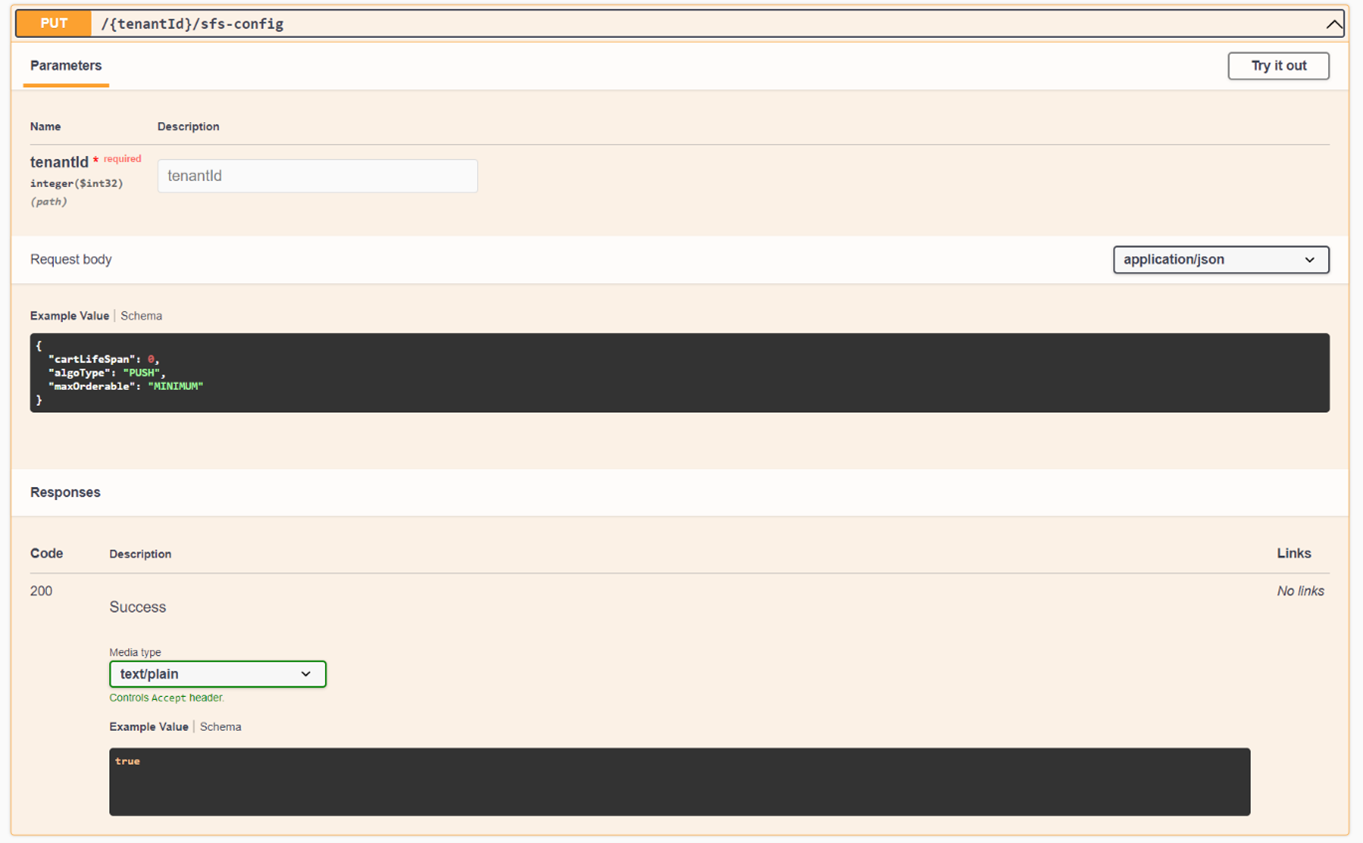 PUT /{tenantId}/sfs-config
Parameters
Try it out
Name Description
tenantId * required
tenantId
integer($int32)
(path)
Request body
application/json
Example Value | Schema
{
"cartLifeSpan": 0,
"algoType": "PUSH",
"maxOrderable": "MINIMUM"
}
Responses
Code Description Links
200
Success
No links
Media type
text/plain
Controls Accept header.
Example Value | Schema
true